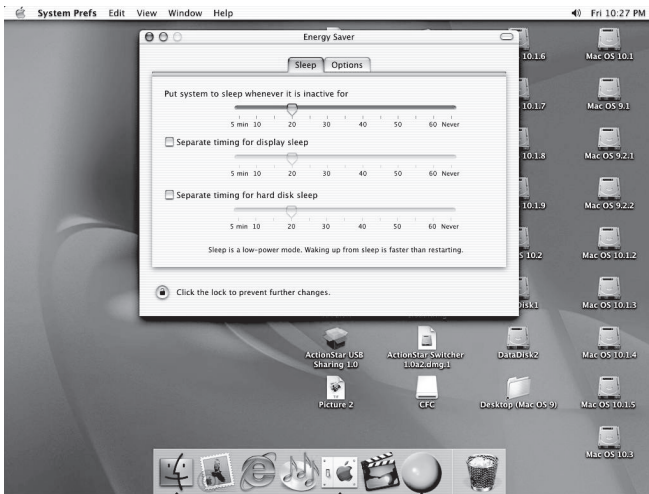 System Prefs Edit View Window Help
Fri 10:27 PM
Energy Saver
Sleep Options
Put system to sleep whenever it is inactive for
5 min 10 20 30 40 50 60 Never
Separate timing for display sleep
5 min 10 20 30 40 50 60 Never
Separate timing for hard disk sleep
5 min 10 20 30 40 50 60 Never
Sleep is a low-power mode. Waking up from sleep is faster than restarting.
Click the lock to prevent further changes.
10.1.6 Mac OS 10.1
10.1.7 Mac OS 9.1
10.1.8 Mac OS 9.2.1
10.1.9 Mac OS 9.2.2
S 10.2 Mac OS 10.1.2
Disk1 Mac OS 10.1.3
ActionStar USB
Sharing 1.0
ActionStar Switcher
1.0a2.dmg.1
DataDisk2
Mac OS 10.1.4
Picture 2
CFC
Desktop (Mac OS 9)
Mac OS 10.1.5
Mac OS 10.3